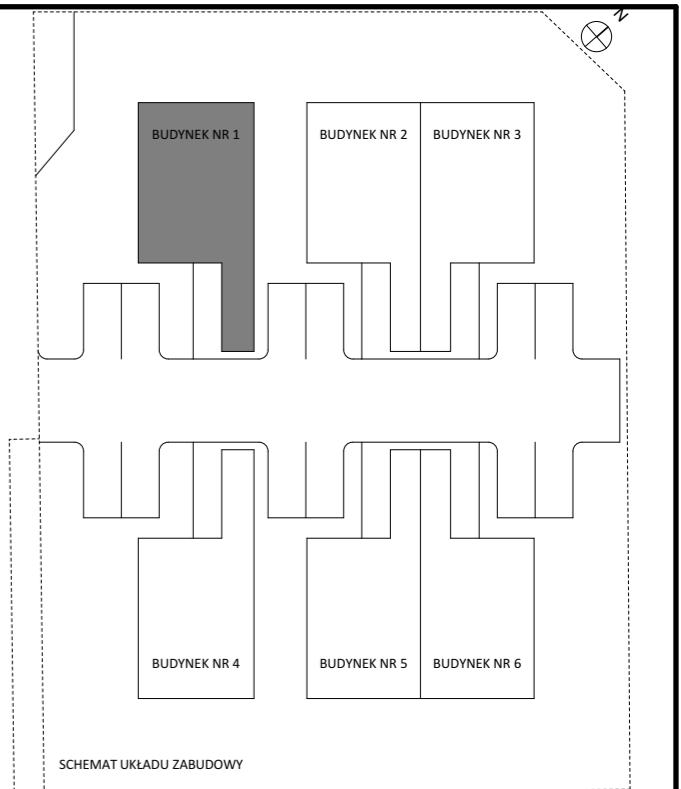 N
BUDYNEK NR 1
BUDYNEK NR 2
BUDYNEK NR 3
BUDYNEK NR 4
BUDYNEK NR 5
BUDYNEK NR 6
SCHEMAT UKŁADU ZABUDOWY